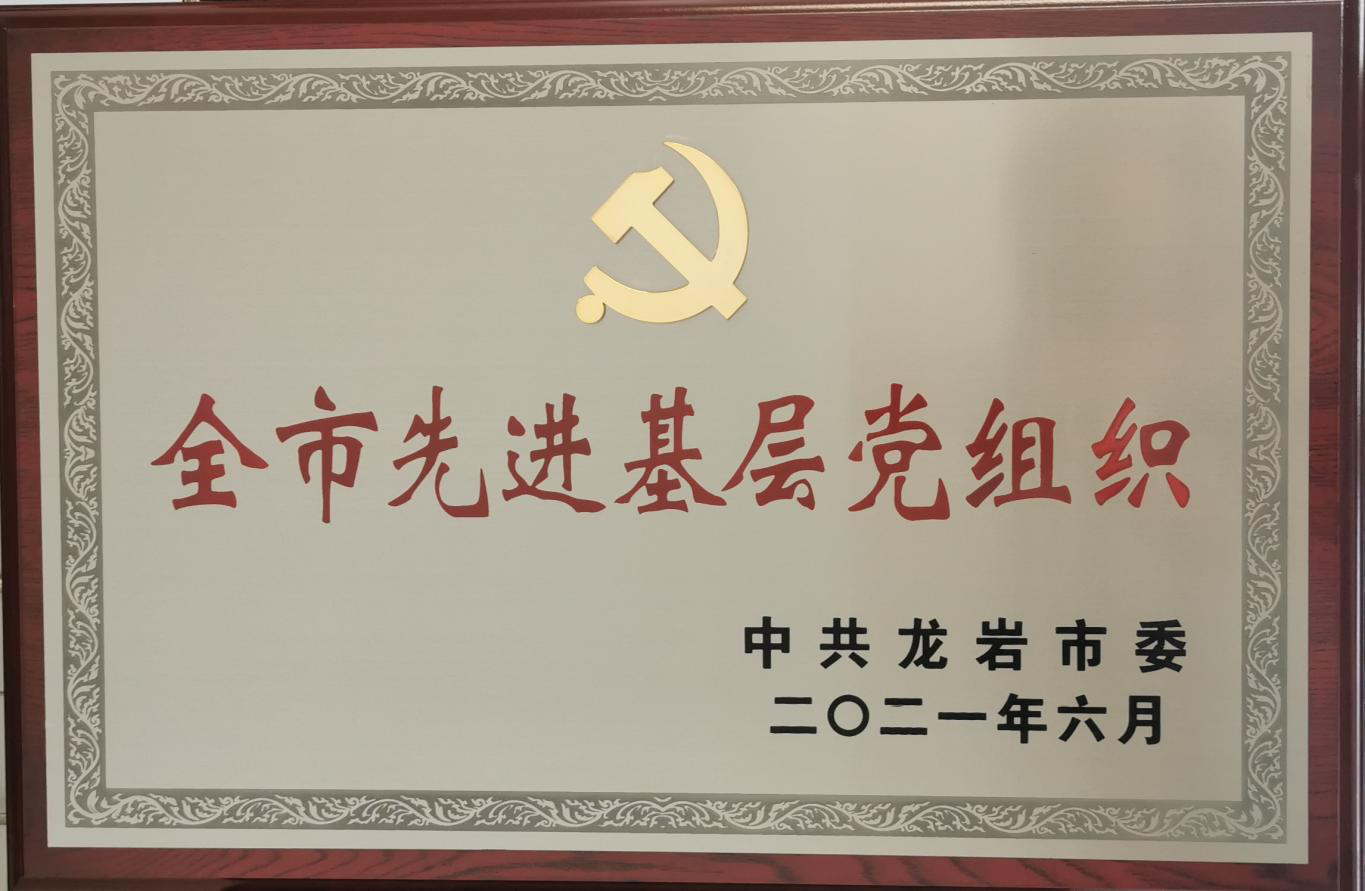 全市先进基层党组织
中共龙岩市委
二〇二一年六月